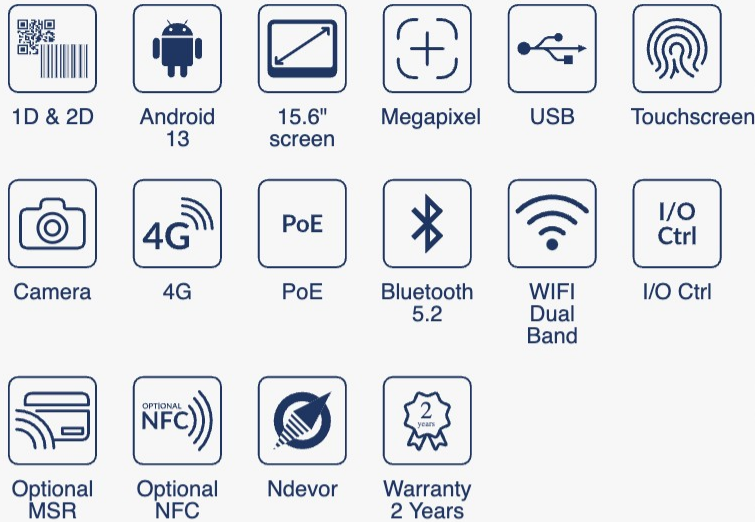 1D & 2D
Android
13
15.6"
screen
Megapixel
USB
Touchscreen
4G
PoE
I/O
Ctrl
Camera
4G
PoE
Bluetooth
5.2
WIFI
Dual
Band
I/O Ctrl
OPTIONAL
NFC
2
years
Optional
MSR
Optional
NFC
Ndevor
Warranty
2 Years